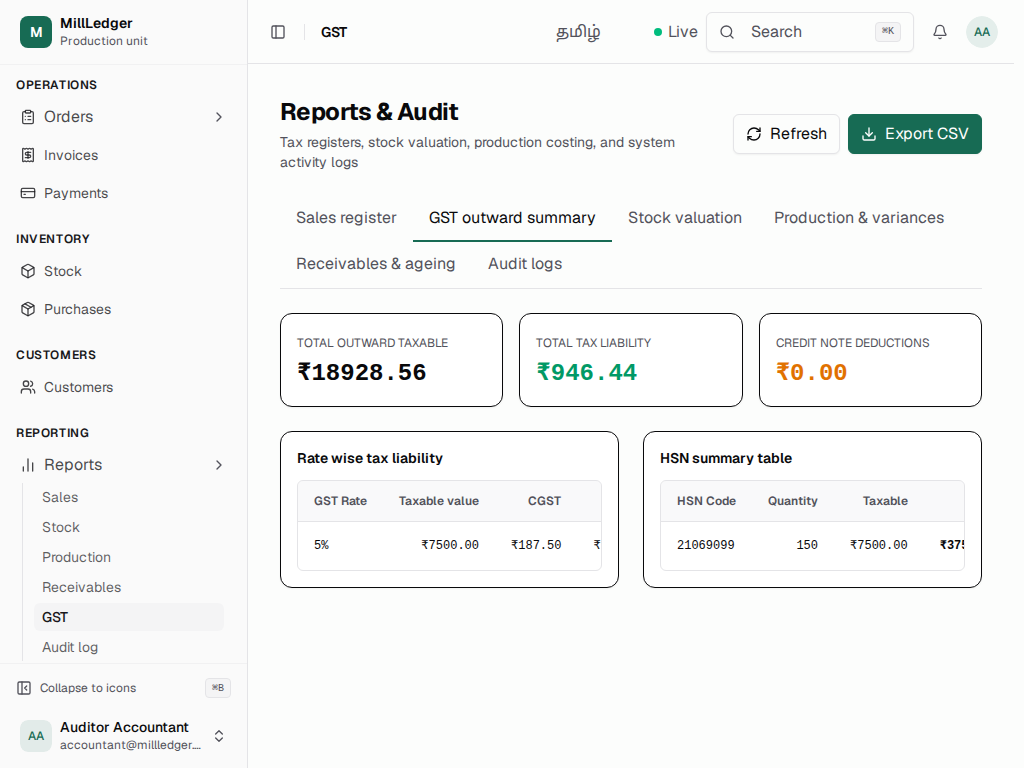 M
MillLedger
Production unit
OPERATIONS
Orders
Invoices
Payments
INVENTORY
Stock
Purchases
CUSTOMERS
Customers
REPORTING
Reports
Sales
Stock
Production
Receivables
GST
Audit log
Collapse to icons ⌘B
AA
Auditor Accountant
accountant@millledger...
GST
தமிழ்
Live
Search ⌘K
AA
Reports & Audit
Tax registers, stock valuation, production costing, and system
activity logs
Refresh
Export CSV
Sales register GST outward summary Stock valuation Production & variances
Receivables & ageing Audit logs
TOTAL OUTWARD TAXABLE
₹18928.56
TOTAL TAX LIABILITY
₹946.44
CREDIT NOTE DEDUCTIONS
₹0.00
Rate wise tax liability
GST Rate Taxable value CGST
5% ₹7500.00 ₹187.50 ₹
HSN summary table
HSN Code Quantity Taxable
21069099 150 ₹7500.00 ₹375